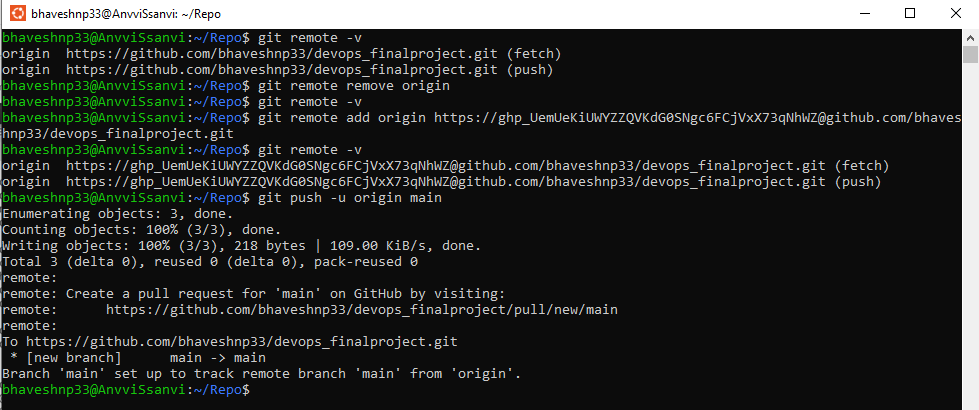 bhaveshnp33@AnvviSsanvi: ~/Repo
bhaveshnp33@AnvviSsanvi:~/Repo$ git remote -v
origin  https://github.com/bhaveshnp33/devops_finalproject.git (fetch)
origin  https://github.com/bhaveshnp33/devops_finalproject.git (push)
bhaveshnp33@AnvviSsanvi:~/Repo$ git remote remove origin
bhaveshnp33@AnvviSsanvi:~/Repo$ git remote -v
bhaveshnp33@AnvviSsanvi:~/Repo$ git remote add origin https://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@github.com/bhaves
hnp33/devops_finalproject.git
bhaveshnp33@AnvviSsanvi:~/Repo$ git remote -v
origin  https://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@github.com/bhaveshnp33/devops_finalproject.git (fetch)
origin  https://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@github.com/bhaveshnp33/devops_finalproject.git (push)
bhaveshnp33@AnvviSsanvi:~/Repo$ git push -u origin main
Enumerating objects: 3, done.
Counting objects: 100% (3/3), done.
Writing objects: 100% (3/3), 218 bytes | 109.00 KiB/s, done.
Total 3 (delta 0), reused 0 (delta 0), pack-reused 0
remote:
remote: Create a pull request for 'main' on GitHub by visiting:
remote:      https://github.com/bhaveshnp33/devops_finalproject/pull/new/main
remote:
To https://github.com/bhaveshnp33/devops_finalproject.git
 * [new branch]      main -> main
Branch 'main' set up to track remote branch 'main' from 'origin'.
bhaveshnp33@AnvviSsanvi:~/Repo$